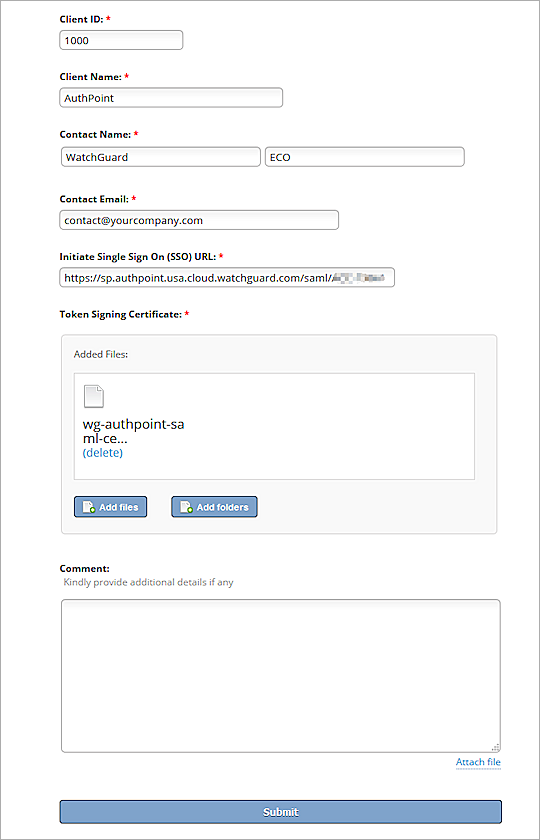 Client ID: *
1000
Client Name: *
AuthPoint
Contact Name: *
WatchGuard ECO
Contact Email: *
contact@yourcompany.com
Initiate Single Sign On (SSO) URL: *
https://sp.authpoint.usa.cloud.watchguard.com/saml/
Token Signing Certificate: *
Added Files:
wg-authpoint-sa
ml-ce...
(delete)
Add files Add folders
Comment:
Kindly provide additional details if any
Attach file
Submit